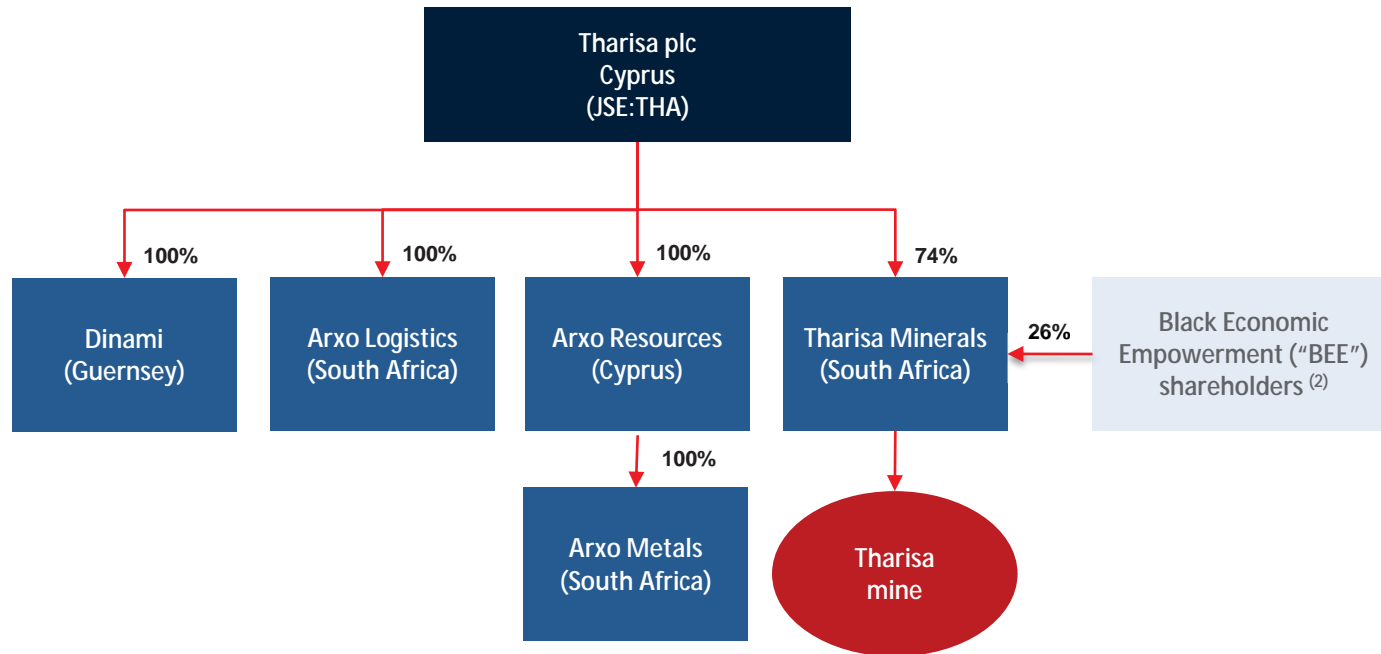 Tharisa plc
Cyprus
(JSE:THA)
100%
100%
100%
74%
Dinami
(Guernsey)
Arxo Logistics
(South Africa)
Arxo Resources
(Cyprus)
Tharisa Minerals
(South Africa)
26%
Black Economic
Empowerment (“BEE”)
shareholders (2)
100%
Arxo Metals
(South Africa)
Tharisa
mine